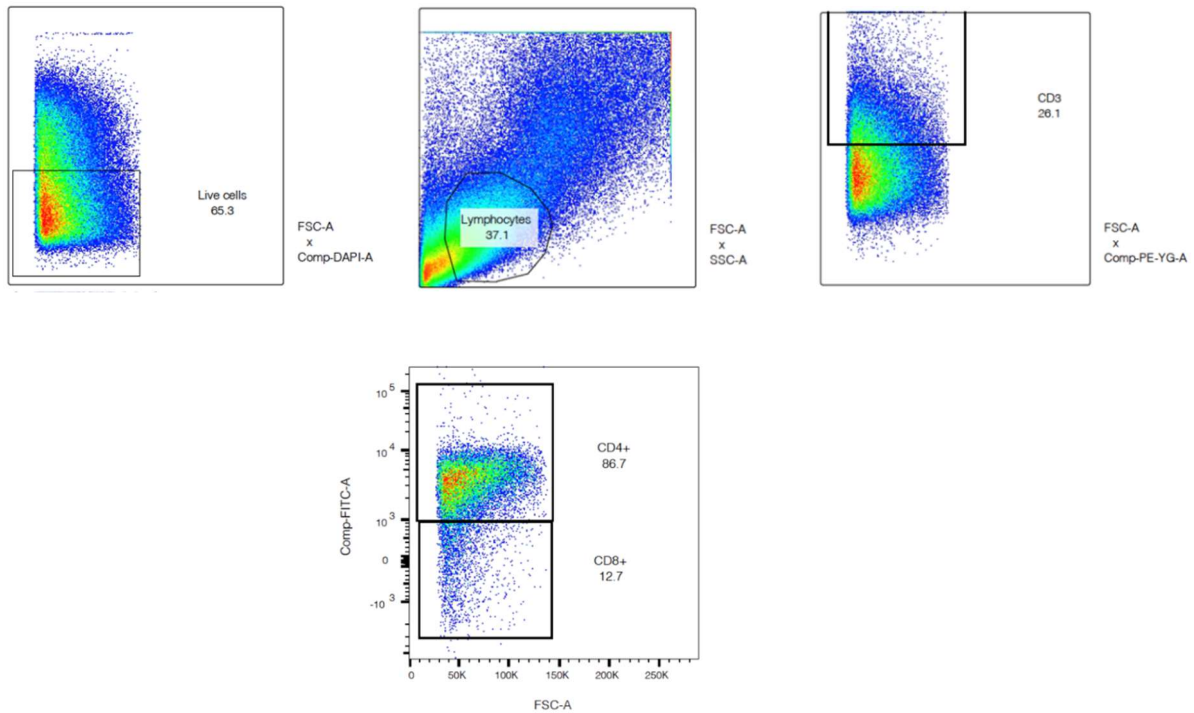 Live cells
65.3
FSC-A
x
Comp-DAPI-A
Lymphocytes
37.1
FSC-A
x
SSC-A
CD3
26.1
FSC-A
x
Comp-PE-YG-A
10 5
10 4
10 3
0
-10 3
Comp-FITC-A
CD4+
86.7
CD8+
12.7
0
50K
100K
150K
200K
250K
FSC-A